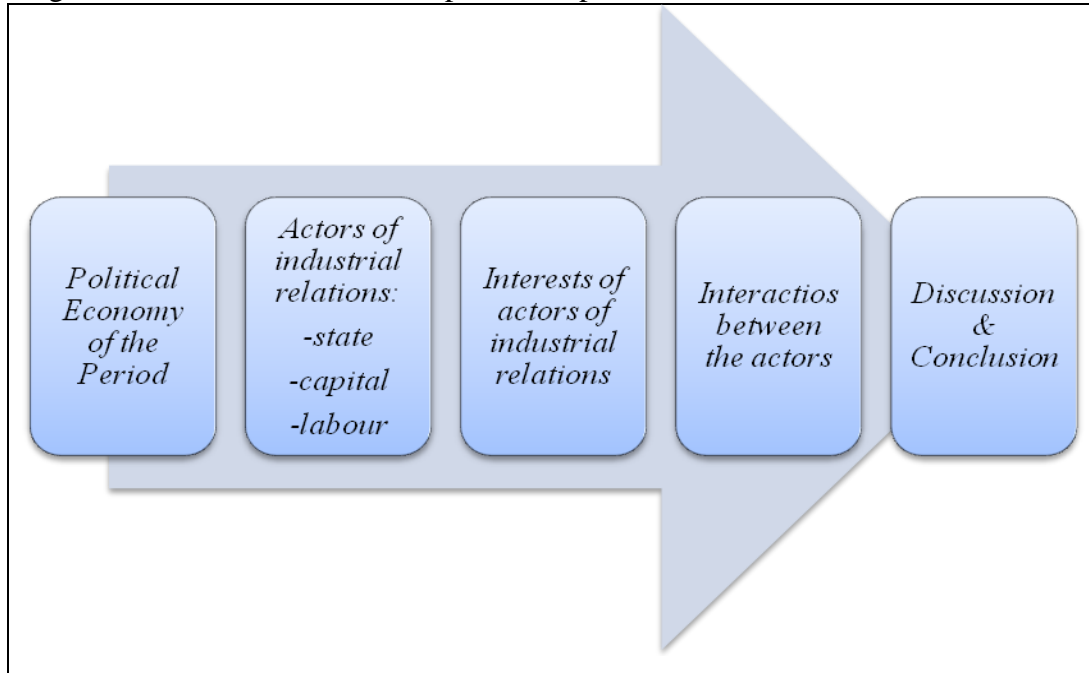 Political
Economy
of the
Period
Actors of
industrial
relations:
-state
-capital
-labour
Interests of
actors of
industrial
relations
Interactios
between
the actors
Discussion
&
Conclusion